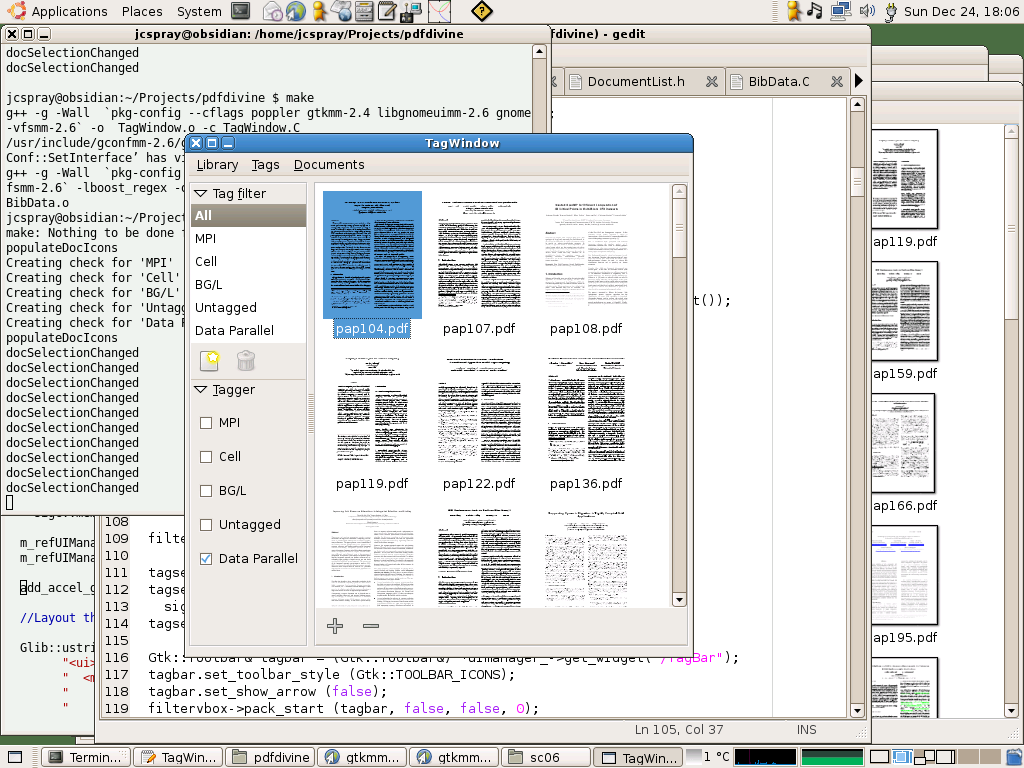 Applications Places System
Sun Dec 24, 18:06
jcspray@obsidian: /home/jcspray/Projects/pdfdivine
docSelectionChanged
docSelectionChanged
jcspray@obsidian:~/Projects/pdfdivine $ make
g++ -g -Wall `pkg-config --cflags poppler gtkmm-2.4 libgnomeuimm-2.6 gnome
-vfsmm-2.6` -o TagWindow.o -c TagWindow.C
/usr/include/gconfmm-2.6/g
Conf::SetInterface’ has vi
g++ -g -Wall `pkg-config
fsmm-2.6` -lboost_regex -o
BibData.o
jcspray@obsidian:~/Project
make: Nothing to be done f
populateDocIcons
Creating check for 'MPI'
Creating check for 'Cell'
Creating check for 'BG/L'
Creating check for 'Untagg
Creating check for 'Data P
populateDocIcons
docSelectionChanged
docSelectionChanged
docSelectionChanged
docSelectionChanged
docSelectionChanged
docSelectionChanged
docSelectionChanged
docSelectionChanged
docSelectionChanged
docSelectionChanged
fdivine) - gedit
DocumentList.h
BibData.C
t());
TagWindow
Library Tags Documents
Tag filter
All
MPI
Cell
BG/L
Untagged
Data Parallel
Tagger
MPI
Cell
BG/L
Untagged
Data Parallel
pap104.pdf pap107.pdf pap108.pdf
pap119.pdf pap122.pdf pap136.pdf
ap119.pdf
ap159.pdf
ap166.pdf
ap195.pdf
m_refUIMana
m_refUIMana
add_accel_g
//Layout th
Glib::ustri
"<ui>
" <m
"
"
108
109 filte
110
111 tagse
112 tagse
113 sig
114 tagse
115
116 Gtk::Toolbar& tagbar = (Gtk::Toolbar&) *uimanager_->get_widget("/TagBar");
117 tagbar.set_toolbar_style (Gtk::TOOLBAR_ICONS);
118 tagbar.set_show_arrow (false);
119 filtervbox->pack_start (tagbar, false, false, 0);
Ln 105, Col 37 INS
Termin... TagWin... pdfdivine gtkmm... gtkmm... sc06 TagWin... 1 °C